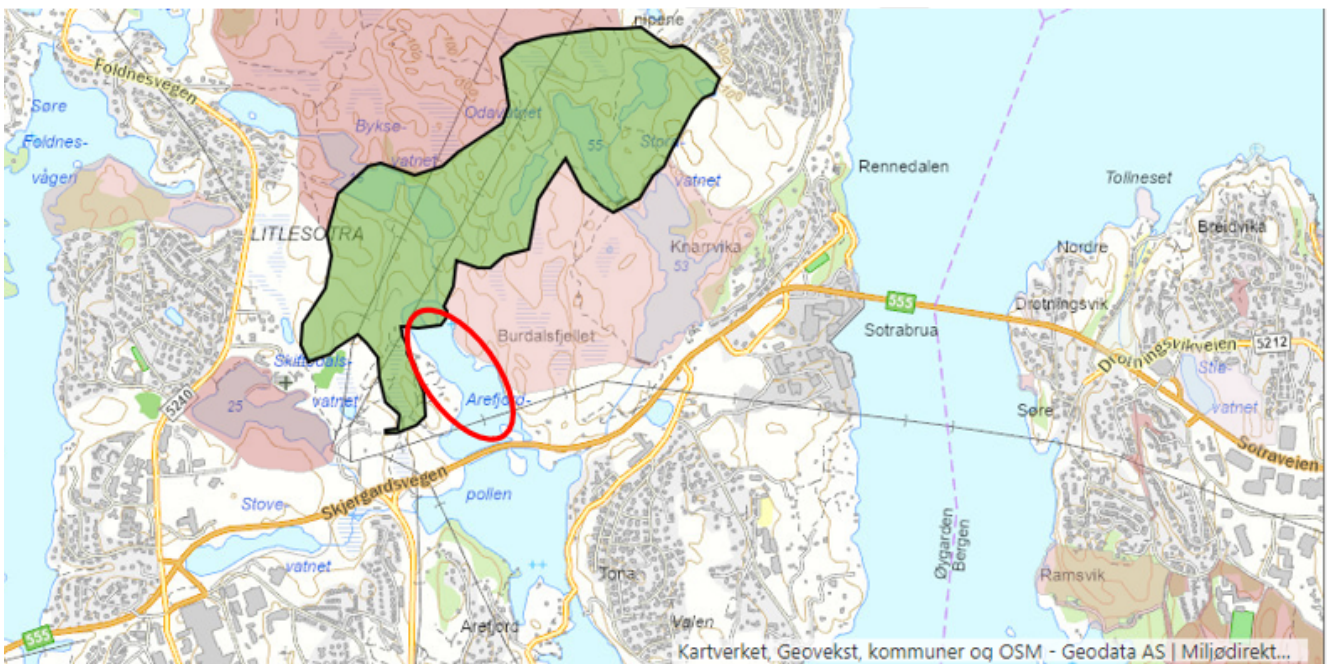 nipene
Foldnesvegen
Søre
Foldnes-
vågen
Bykse-
vatnet
Odavatnet
55
Stora-
vatnet
Rennedalen
Tollneset
LITLESOTRA
Knarrvika
53
Nordre
Breidvika
555
Drotningsvik
Sotrabrua
Burdalsfjellet
Drotningsvikveien
5212
Skiftedals-
vatnet
25
5240
Arefjord-
pollen
Stie-
vatnet
Søre
Sotraveien
Skjergardsvegen
Stove-
vatnet
Øygarden
Bergen
Tona
Ramsvik
Valen
Arefjord
555
Kartverket, Geovekst, kommuner og OSM - Geodata AS | Miljødirekt...